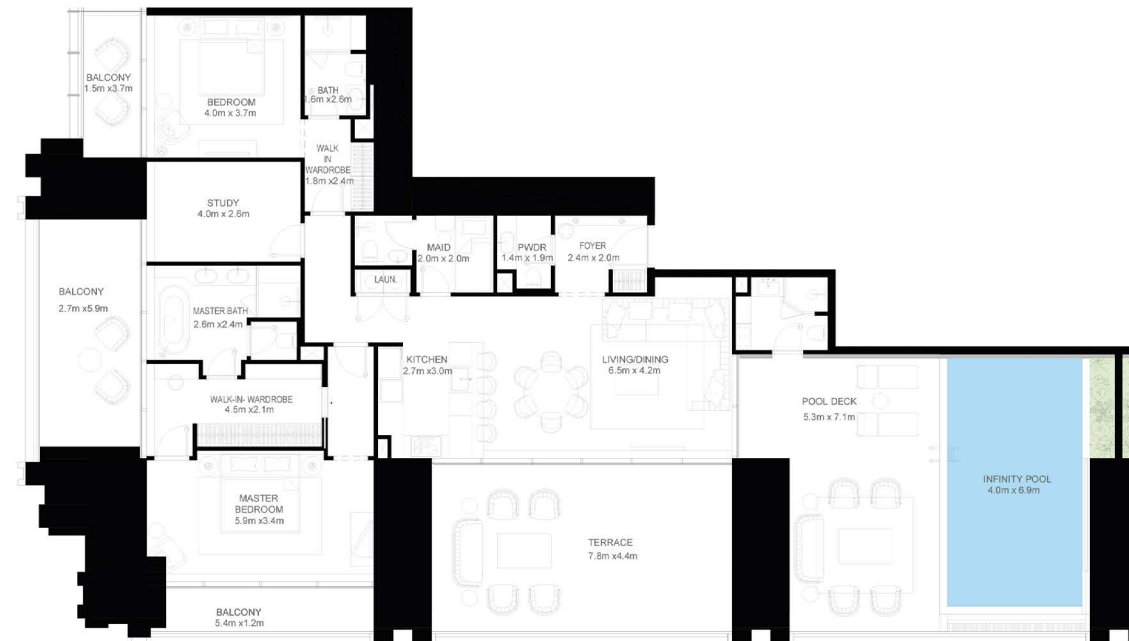 BALCONY
1.5m x3.7m
BEDROOM
4.0m x 3.7m
BATH
1.6m x2.6m
WALK
IN
WARDROBE
1.8m x2.4m
STUDY
4.0m x 2.6m
MAID
2.0m x 2.0m
PWDR
1.4m x 1.9m
FOYER
2.4m x 2.0m
LAUN.
BALCONY
2.7m x5.9m
MASTER BATH
2.6m x2.4m
KITCHEN
2.7m x3.0m
LIVING/DINING
6.5m x 4.2m
WALK-IN- WARDROBE
4.5m x2.1m
POOL DECK
5.3m x 7.1m
INFINITY POOL
4.0m x 6.9m
MASTER
BEDROOM
5.9m x3.4m
TERRACE
7.8m x4.4m
BALCONY
5.4m x1.2m